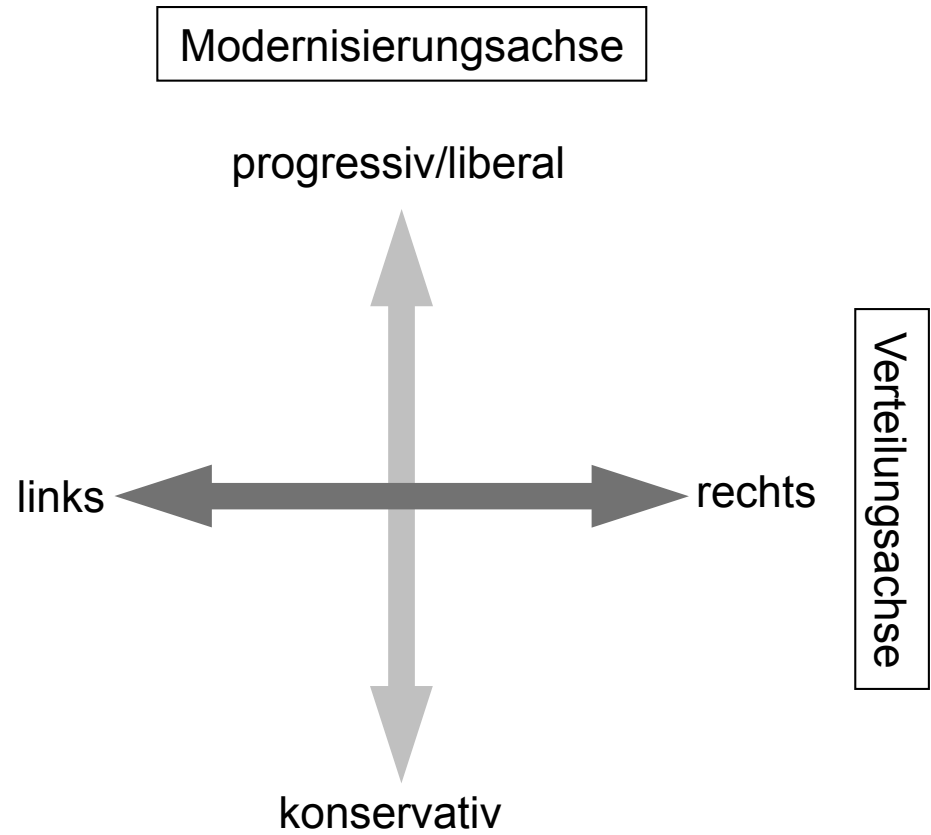 Modernisierungsachse
progressiv/liberal
links
rechts
Verteilungsachse
konservativ